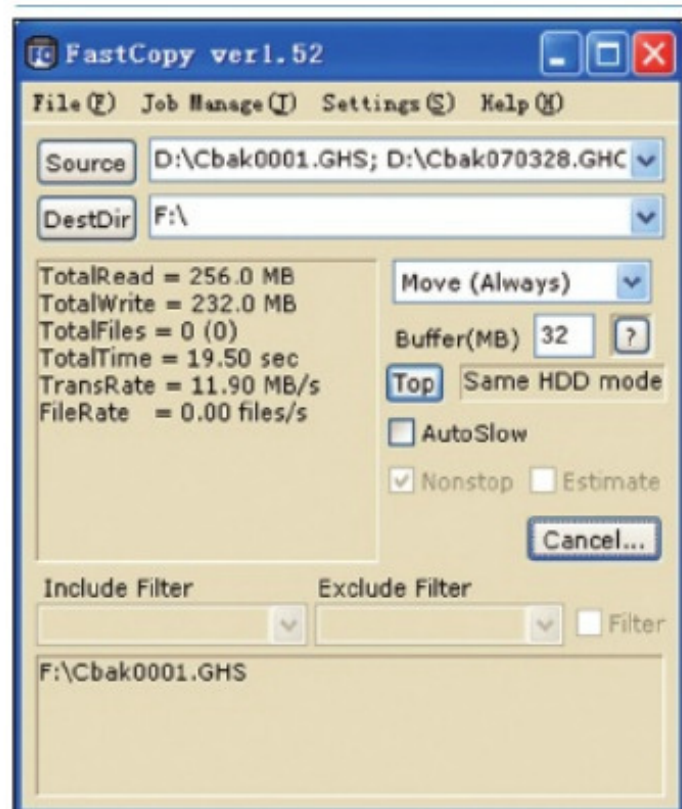 FastCopy ver1.52
File(F) Job Manage(J) Settings(S) Help(H)
Source D:\Cbak0001.GHS; D:\Cbak070328.GHC
DestDir F:\
TotalRead = 256.0 MB
TotalWrite = 232.0 MB
TotalFiles = 0 (0)
TotalTime = 19.50 sec
TransRate = 11.90 MB/s
FileRate = 0.00 files/s
Move (Always)
Buffer(MB) 32 ?
Top Same HDD mode
AutoSlow
Nonstop Estimate
Cancel...
Include Filter Exclude Filter
Filter
F:\Cbak0001.GHS